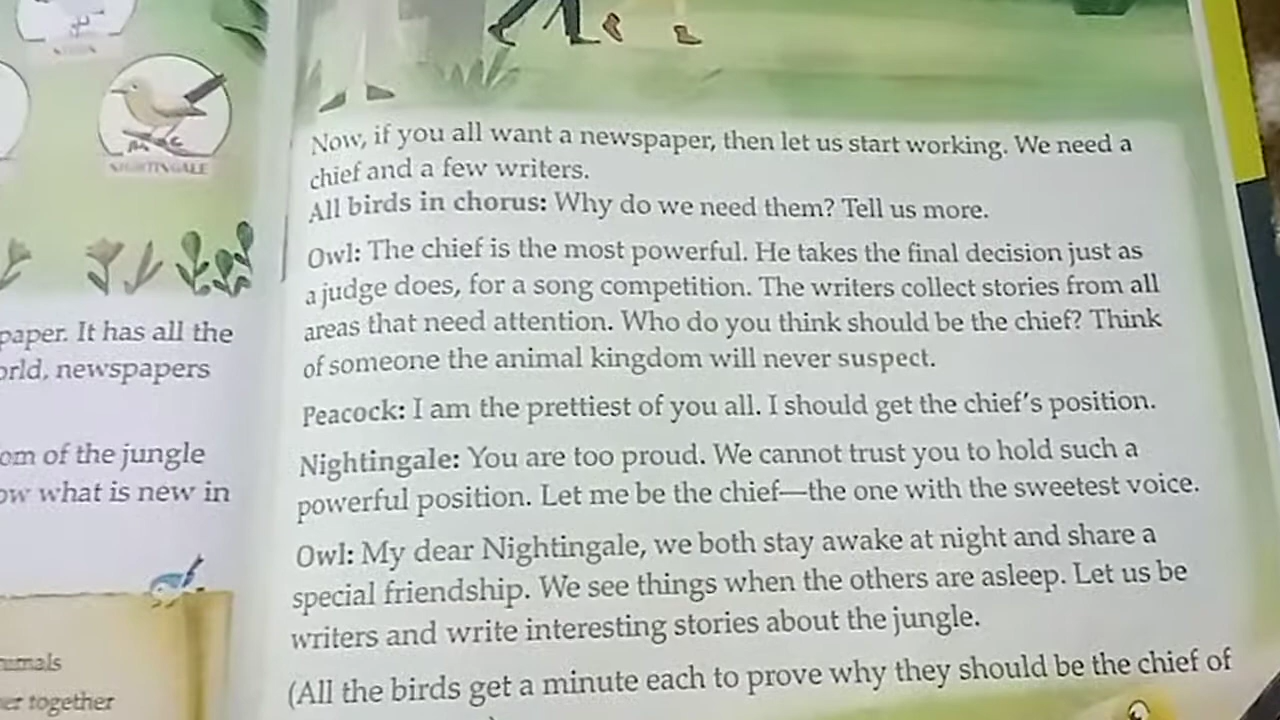 NIGHTINGALE
paper. It has all the
newspapers
of the jungle
what is new in
together
Now, if you all want a newspaper, then let us start working. We need a
chief and a few writers.
All birds in chorus: Why do we need them? Tell us more.
Owl: The chief is the most powerful. He takes the final decision just as
a judge does, for a song competition. The writers collect stories from all
areas that need attention. Who do you think should be the chief? Think
of someone the animal kingdom will never suspect.
Peacock: I am the prettiest of you all. I should get the chief's position.
Nightingale: You are too proud. We cannot trust you to hold such a
powerful position. Let me be the chief—the one with the sweetest voice.
Owl: My dear Nightingale, we both stay awake at night and share a
special friendship. We see things when the others are asleep. Let us be
writers and write interesting stories about the jungle.
(All the birds get a minute each to prove why they should be the chief of